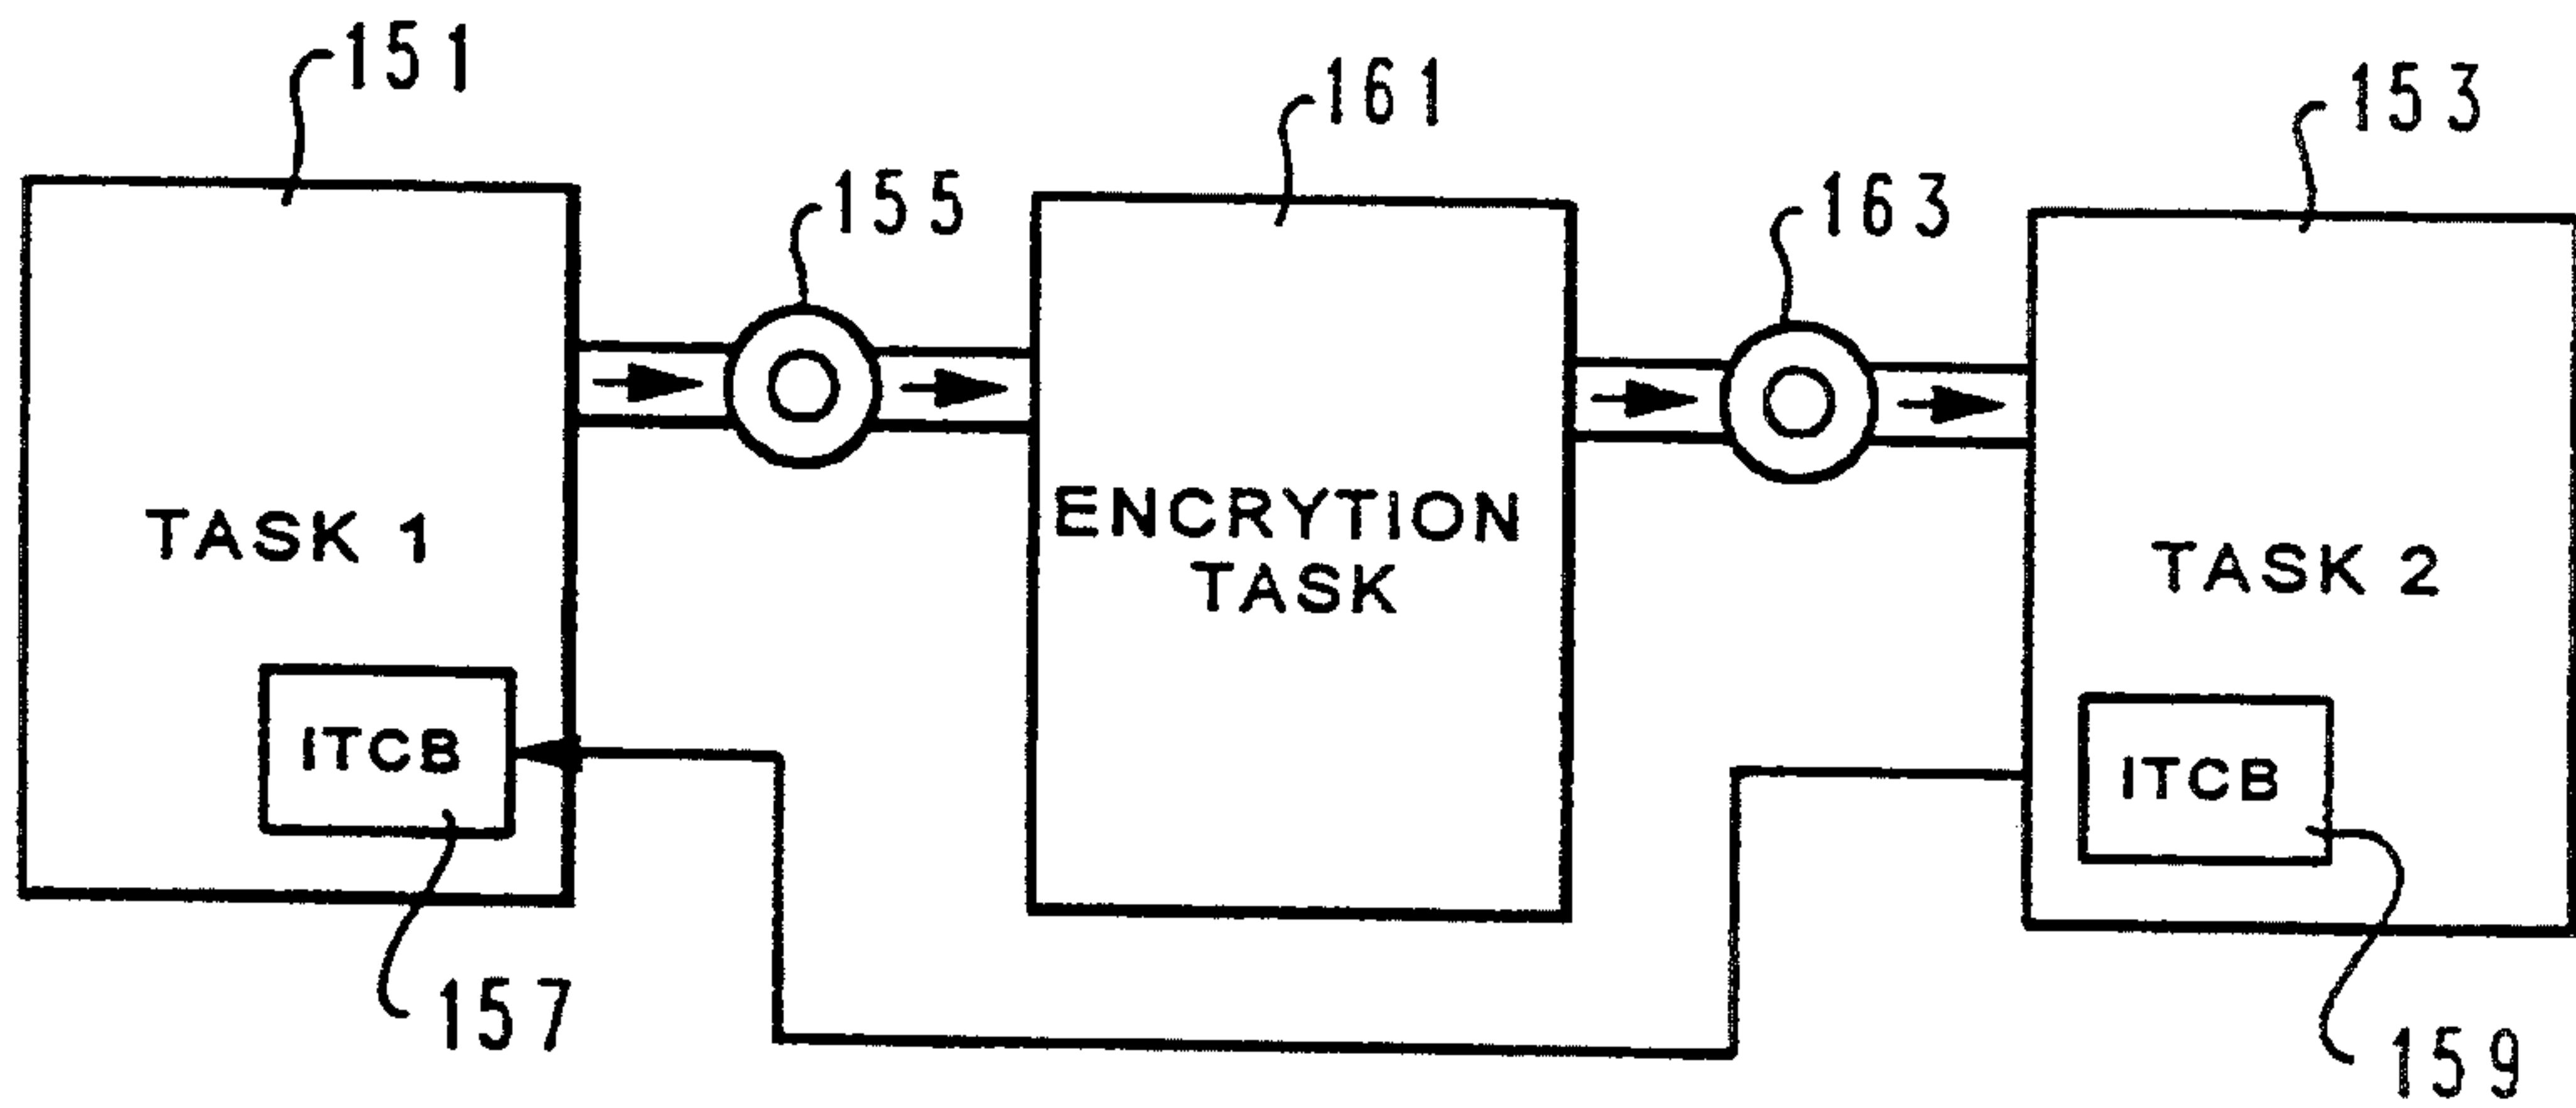 151
161
153
155
163
TASK 1
ENCRYTION
TASK
TASK 2
ITCB
ITCB
157
159